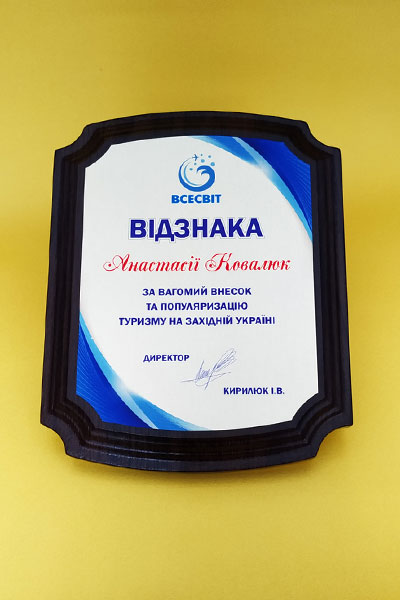 ВСЕСВІТ
ВІДЗНАКА
Анастасії Ковалюк
ЗА ВАГОМИЙ ВНЕСОК
ТА ПОПУЛЯРИЗАЦІЮ
ТУРИЗМУ НА ЗАХІДНІЙ УКРАЇНІ
ДИРЕКТОР
КИРИЛЮК І.В.